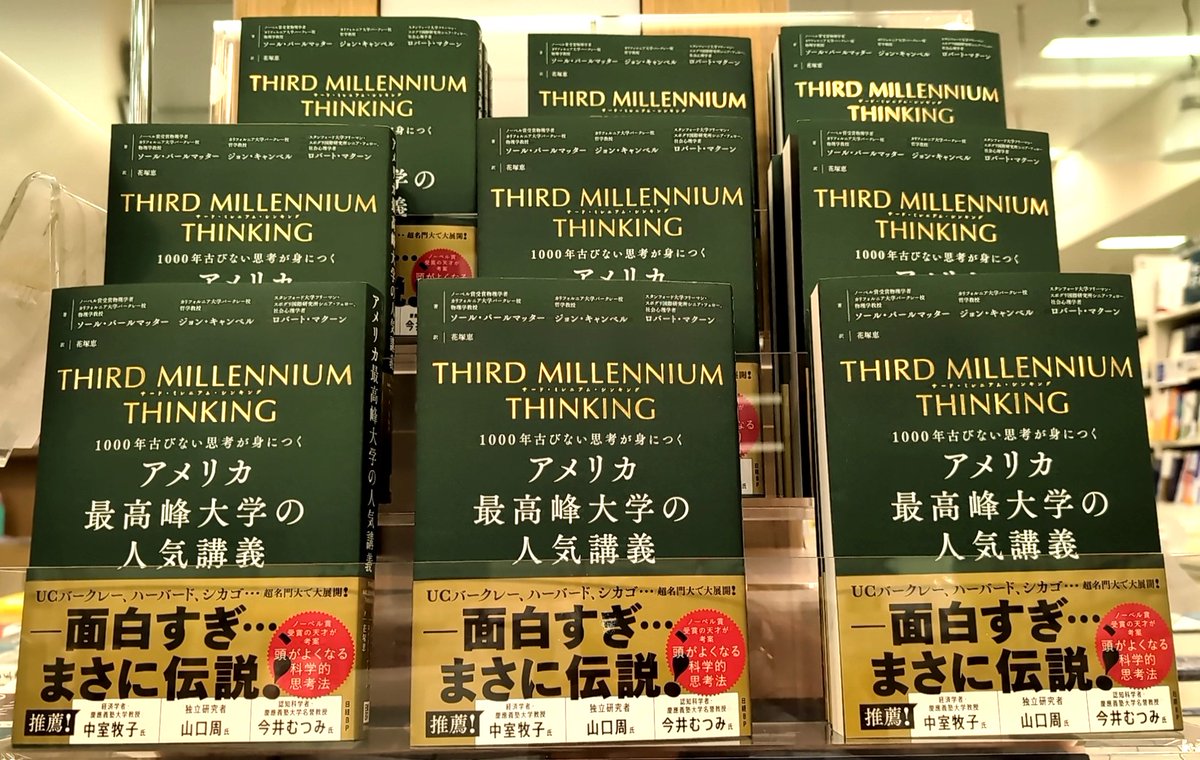 著
ノーベル賞受賞物理学者
カリフォルニア大学バークレー校
物理学教授
ソール・パールマッター
カリフォルニア大学バークレー校
哲学教授
ジョン・キャンベル
スタンフォード大学フリーマン・
スポグリ国際研究所シニア・フェロー、
社会心理学者
ロバート・マクーン
訳
花塚恵
THIRD MILLENNIUM
サード・ミレニアム・シンキング
THINKING
1000年古びない思考が身につく
アメリカ
最高峰大学の
人気講義
UCバークレー、ハーバード、シカゴ…超名門大で大展開!
―面白すぎ…
まさに伝説!
ノーベル賞
受賞の天才が
考案
頭がよくなる
科学的
思考法
推薦!
経済学者・
慶應義塾大学教授
中室牧子氏
独立研究者
山口周氏
認知科学者・
慶應義塾大学名誉教授
今井むつみ氏
日経BP